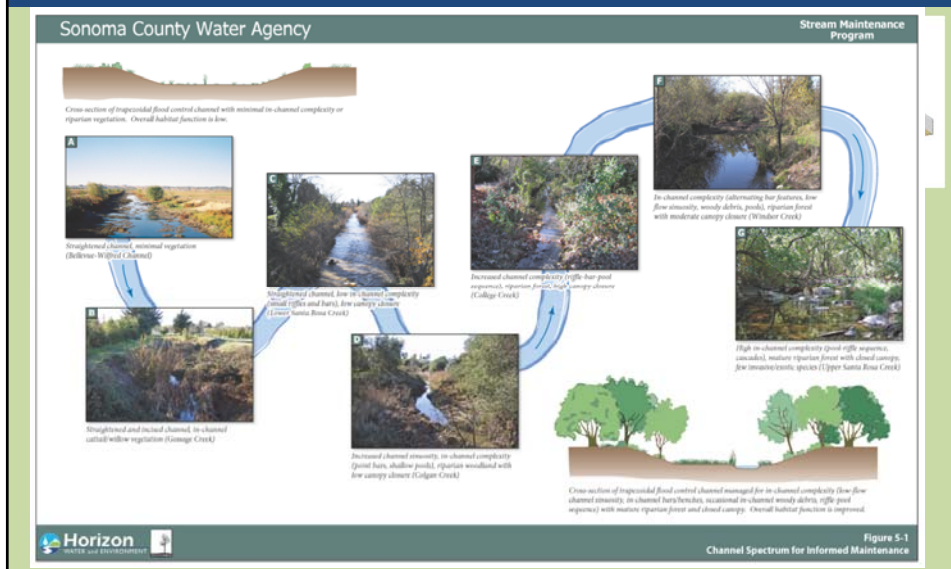 Sonoma County Water Agency
Stream Maintenance
Program
Cross-section of trapezoidal flood control channel with minimal in-channel complexity or
riparian vegetation. Overall habitat function is low.
A
Straightened channel, minimal vegetation
(Bellevue-Wilfred Channel)
B
Straightened and incised channel, in-channel
cattail/willow vegetation (Gossage Creek)
C
Straightened channel, low in-channel complexity
(small riffles and bars), low canopy closure
(Lower Santa Rosa Creek)
D
Increased channel sinuosity, in-channel complexity
(point bars, shallow pools), riparian woodland with
low canopy closure (Colgan Creek)
E
Increased channel complexity (riffle-bar-pool
sequence), riparian forest, high canopy closure
(College Creek)
F
In-channel complexity (alternating bar features, low
flow sinuosity, woody debris, pools), riparian forest
with moderate canopy closure (Windsor Creek)
G
High in-channel complexity (pool riffle sequence,
cascades), mature riparian forest with closed canopy,
few invasive/exotic species (Upper Santa Rosa Creek)
Cross-section of trapezoidal flood control channel managed for in-channel complexity (low-flow
channel sinuosity, in channel bars/benches, occasional in-channel woody debris, riffle-pool
sequence) with mature riparian forest and closed canopy. Overall habitat function is improved.
Horizon
WATER and ENVIRONMENT
Figure 5-1
Channel Spectrum for Informed Maintenance